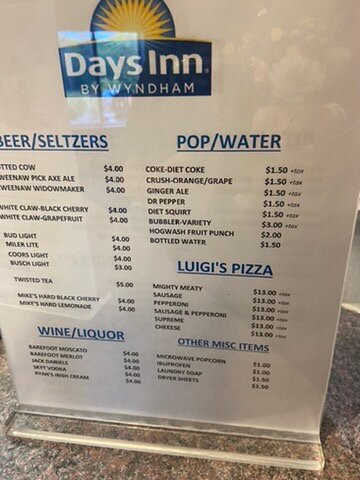 Days Inn
BY WYNDHAM
BEER/SELTZERS
OTTED COW $4.00
WEENAW PICK AXE ALE $4.00
WEENAW WIDOWMAKER $4.00
WHITE CLAW-BLACK CHERRY $4.00
WHITE CLAW-GRAPEFRUIT $4.00
BUD LIGHT $4.00
MILER LITE $4.00
COORS LIGHT $4.00
BUSCH LIGHT $3.00
TWISTED TEA $5.00
MIKE'S HARD BLACK CHERRY $4.00
MIKE'S HARD LEMONADE $4.00
WINE/LIQUOR
BAREFOOT MOSCATO $4.00
BAREFOOT MERLOT $4.00
JACK DANIELS $4.00
SKYY VODKA $4.00
RYAN'S IRISH CREAM $4.00
POP/WATER
COKE-DIET COKE $1.50 +tax
CRUSH-ORANGE/GRAPE $1.50 +tax
GINGER ALE $1.50 +tax
DR PEPPER $1.50 +tax
DIET SQUIRT $1.50 +tax
BUBBLER-VARIETY $3.00 +tax
HOGWASH FRUIT PUNCH $2.00
BOTTLED WATER $1.50
LUIGI'S PIZZA
MIGHTY MEATY $13.00 +tax
SAUSAGE $13.00 +tax
PEPPERONI $13.00 +tax
SAUSAGE & PEPPERONI $13.00 +tax
SUPREME $13.00 +tax
CHEESE
OTHER MISC ITEMS
MICROWAVE POPCORN $1.00
IBUPROFEN $1.00
LAUNDRY SOAP $1.50
DRYER SHEETS $1.50